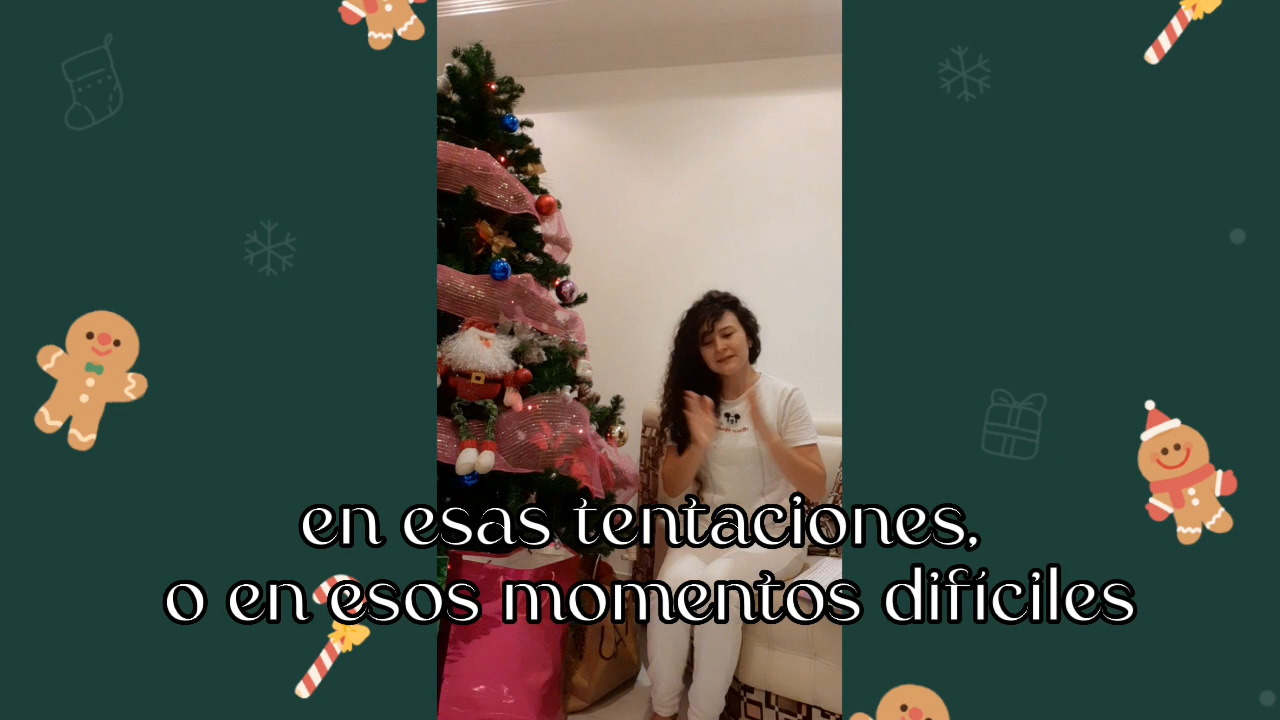 en esas tentaciones,
o en esos momentos difíciles